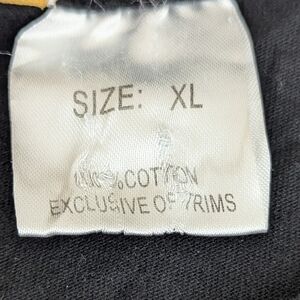 SIZE: XL
100%COTTON
EXCLUSIVE OF TRIMS